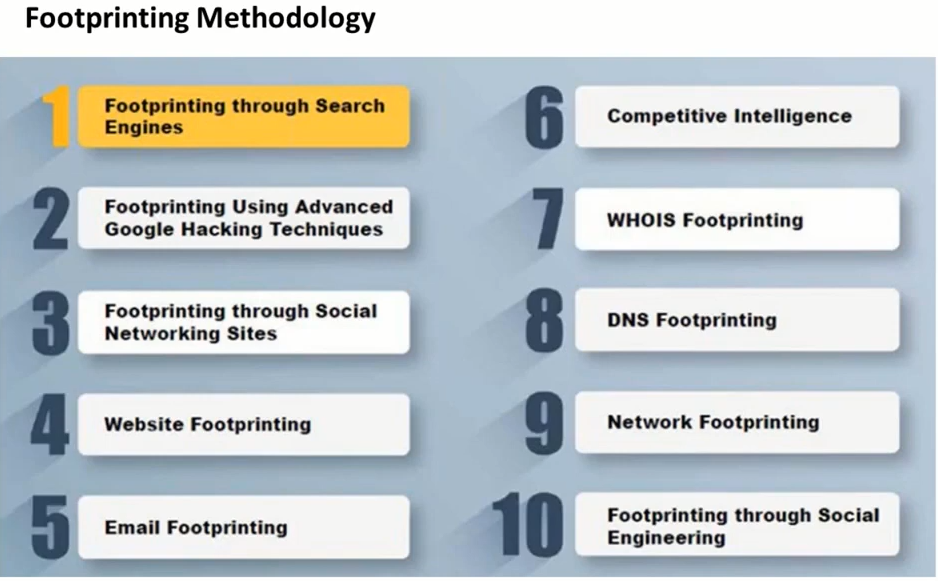 Footprinting Methodology
1
Footprinting through Search
Engines
2
Footprinting Using Advanced
Google Hacking Techniques
3
Footprinting through Social
Networking Sites
4
Website Footprinting
5
Email Footprinting
6
Competitive Intelligence
7
WHOIS Footprinting
8
DNS Footprinting
9
Network Footprinting
10
Footprinting through Social
Engineering